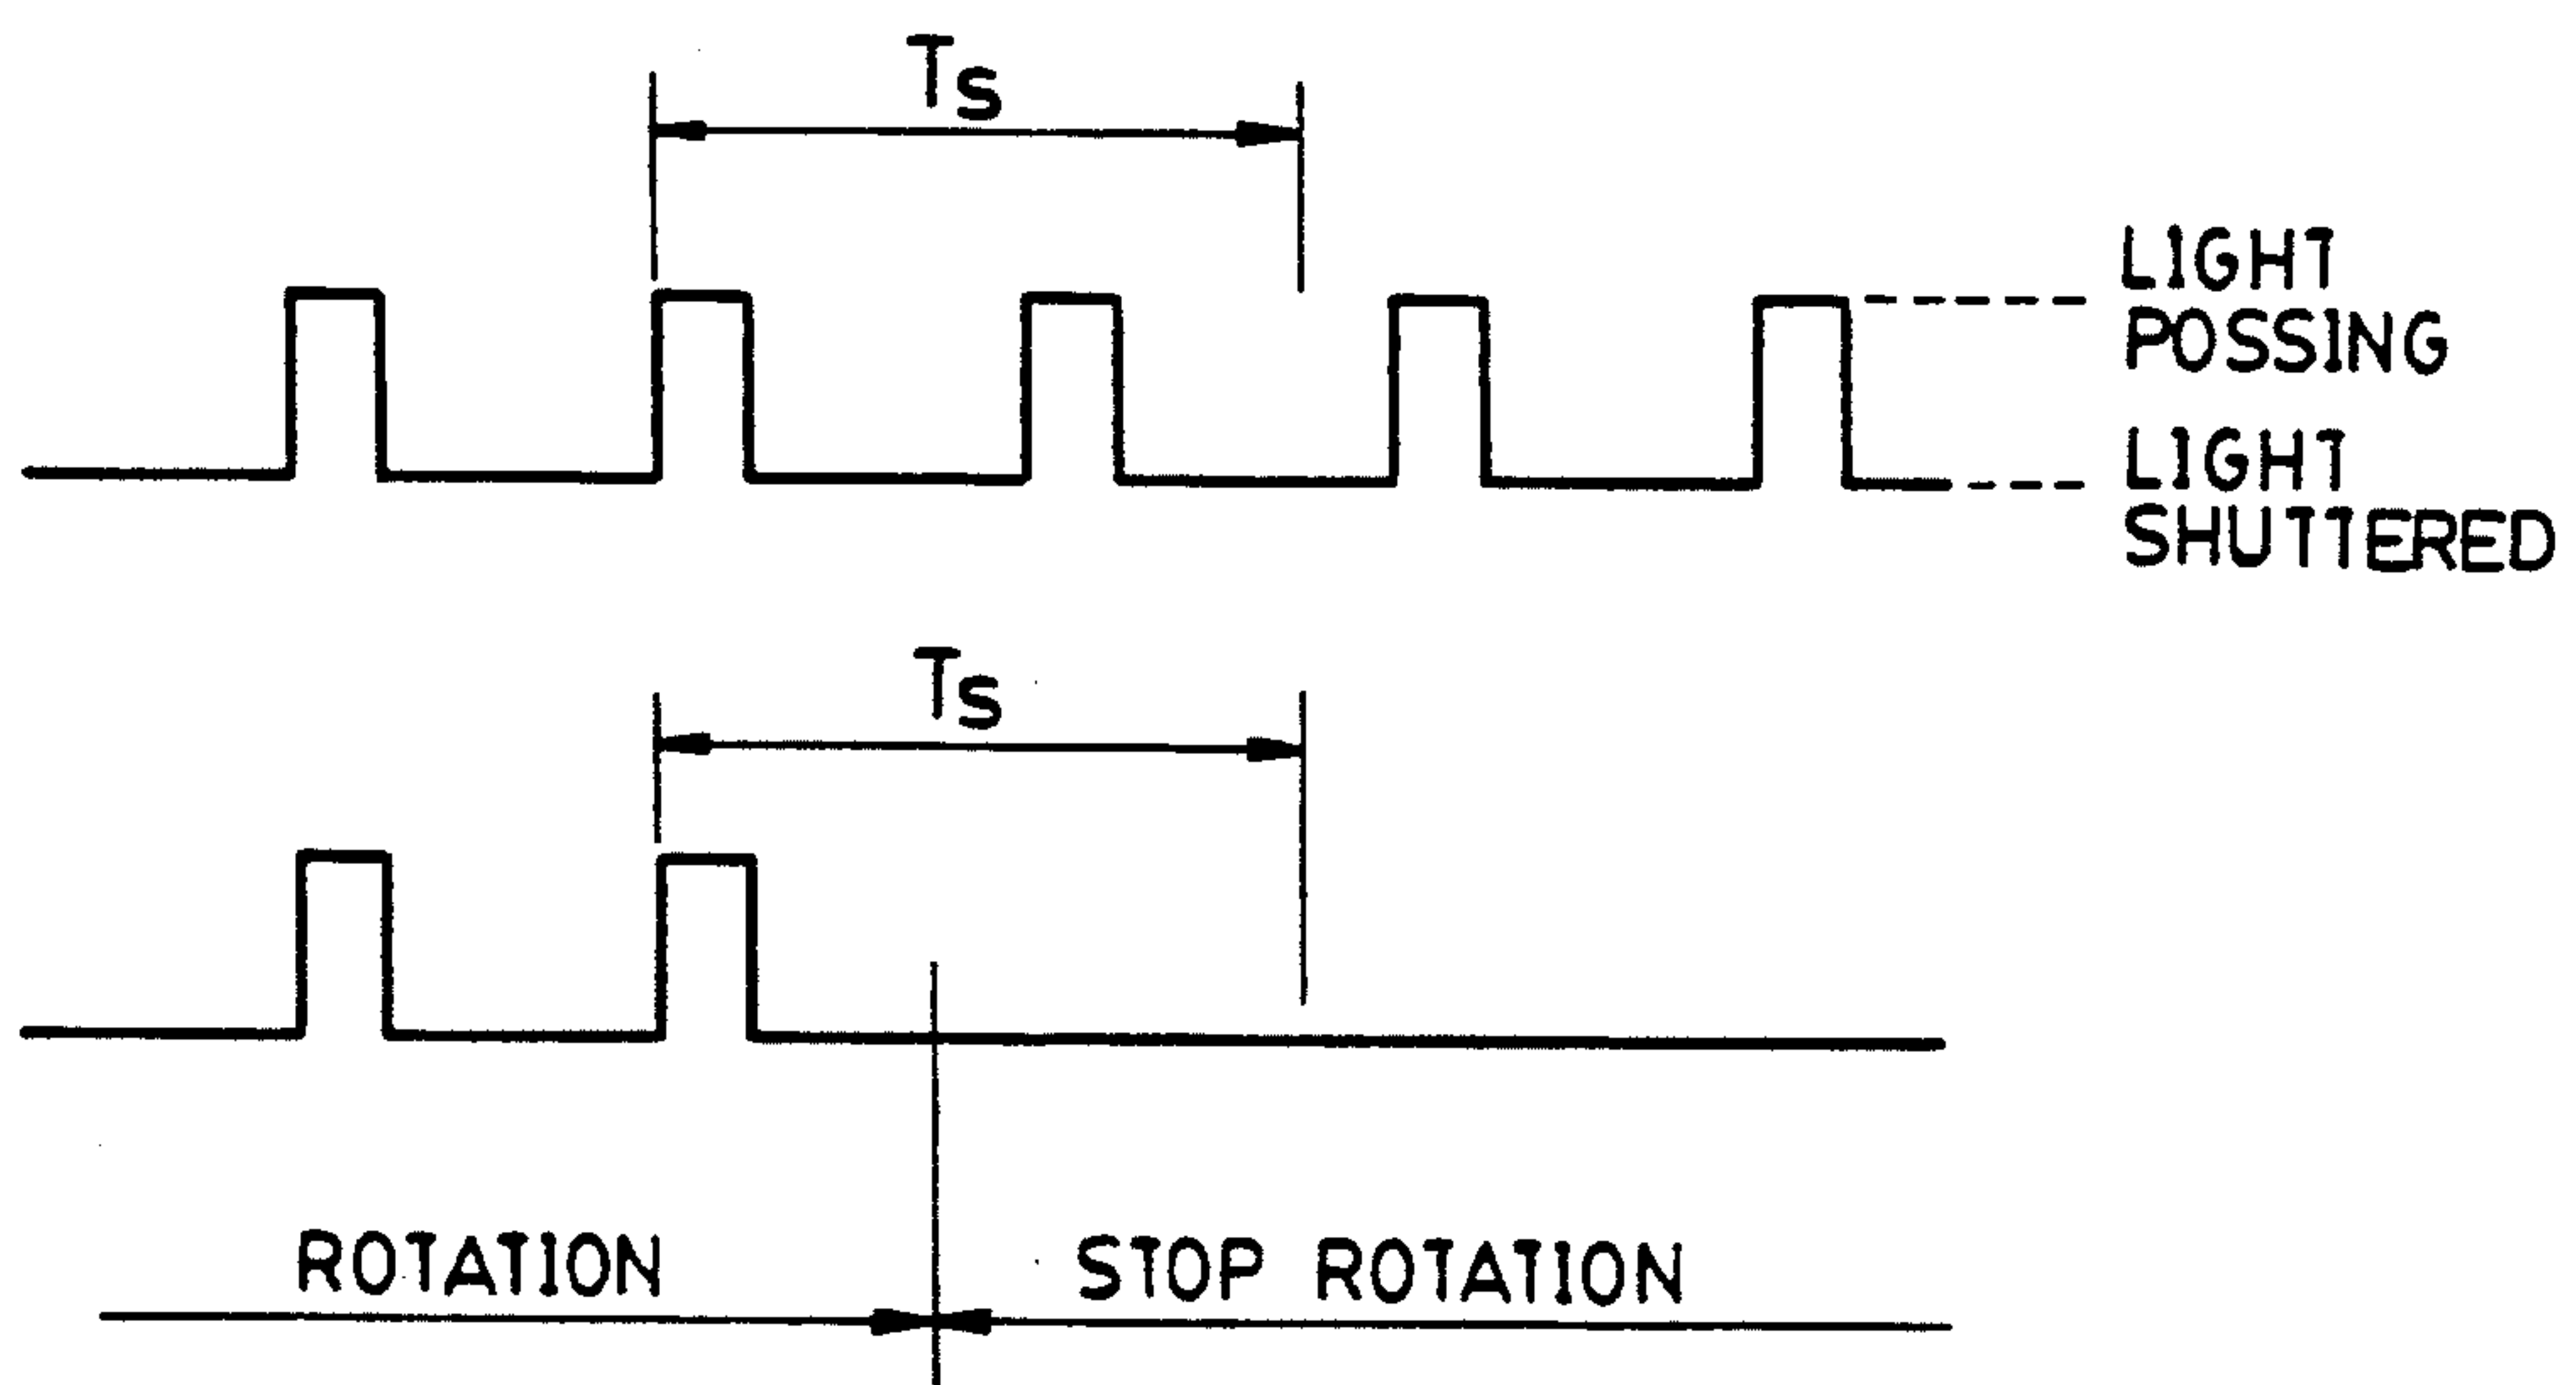 Ts
LIGHT
POSSING
LIGHT
SHUTTERED
Ts
ROTATION
STOP ROTATION